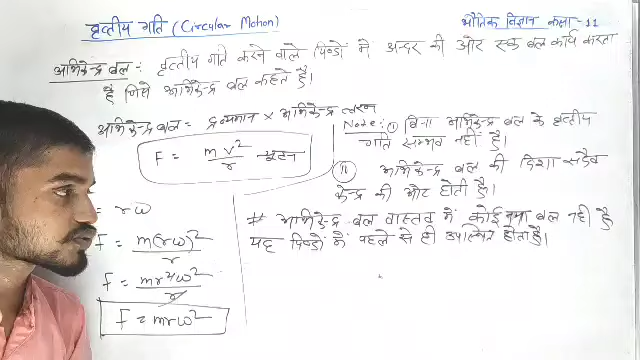 वृत्तीय गति (Circular Motion)
भौतिक विज्ञान कक्षा - 11
अभिकेन्द्र बल :- वृत्तीय गति करने वाले पिण्डों में अन्दर की ओर एक बल कार्य करता
है जिसे अभिकेन्द्र बल कहते हैं।
अभिकेन्द्र बल = द्रव्यमान × अभिकेन्द्र त्वरण
F = mv²/r न्यूटन
= rω
F = m(rω)²/r
F = mr²ω²/r
F = mrω²
Note: (i) बिना अभिकेन्द्र बल के वृत्तीय
गति सम्भव नहीं है।
(ii) अभिकेन्द्र बल की दिशा सदैव
केन्द्र की ओर होती है।
# अभिकेन्द्र बल वास्तव में कोई नया बल नहीं है
यह पिण्डों में पहले से ही उपस्थित होता है।